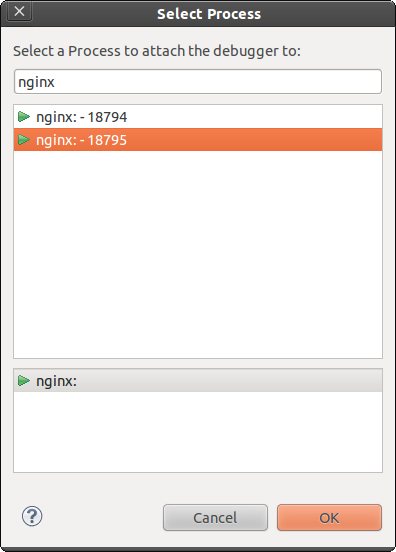 Select Process
Select a Process to attach the debugger to:
nginx
nginx: - 18794
nginx: - 18795
nginx:
?
Cancel
OK